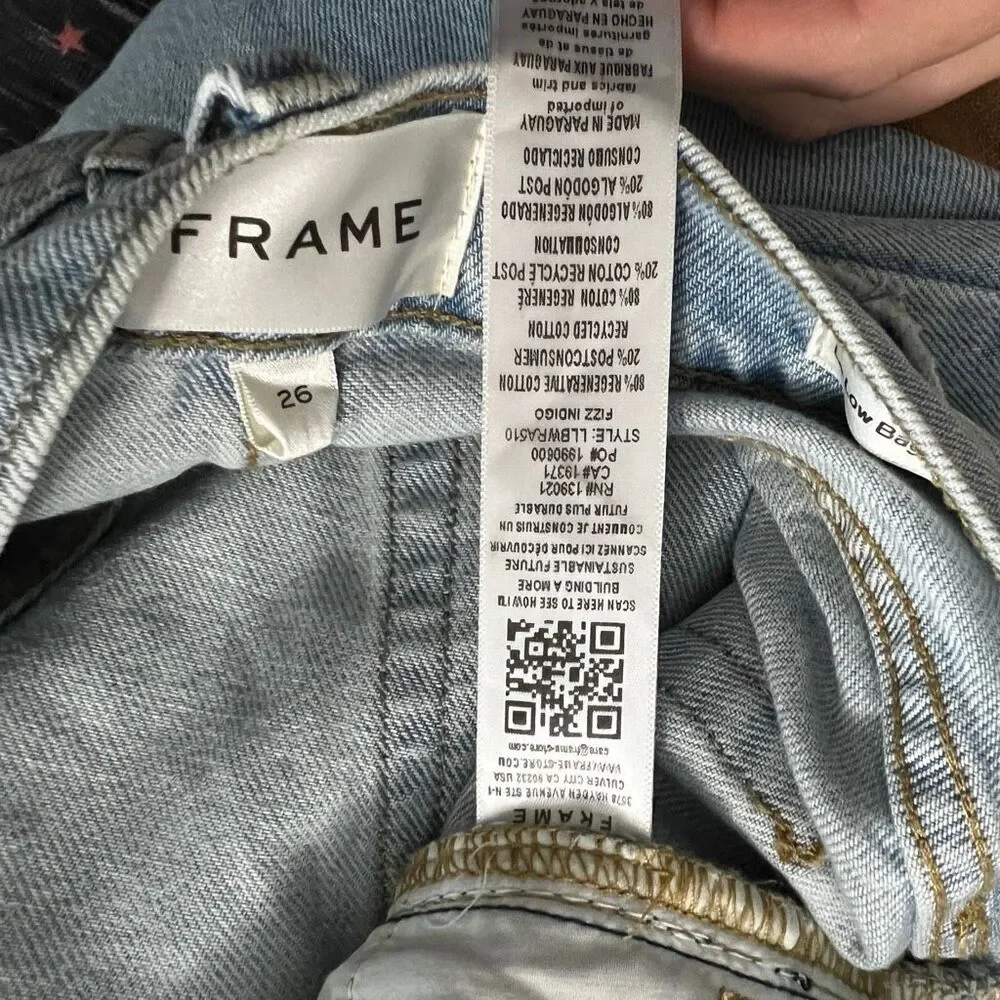 FRAME
26
Low Bag
FRAME
3578 HAYDEN AVENUE STE N-1
CULVER CITY CA 90232 USA
WWW.FRAME-STORE.COM
care@frame-store.com
SCAN HERE TO SEE HOW I'M
BUILDING A MORE
SUSTAINABLE FUTURE
SCANNEZ ICI POUR DÉCOUVRIR
COMMENT JE CONSTRUIS UN
FUTUR PLUS DURABLE
RN# 139021
CA# 19371
PO# 1990600
STYLE: LLBWRA510
FIZZ INDIGO
80% REGENERATIVE COTTON
20% POSTCONSUMER
RECYCLED COTTON
80% COTON REGENERÉ
20% COTON RECYCLÉ POST
CONSOMMATION
80% ALGODÓN REGENERADO
20% ALGODÓN POST
CONSUMO RECICLADO
MADE IN PARAGUAY
of imported
fabrics and trim
FABRIQUE AUX PARAGUAY
de tissus et de
garnitures importés
HECHO EN PARAGUAY